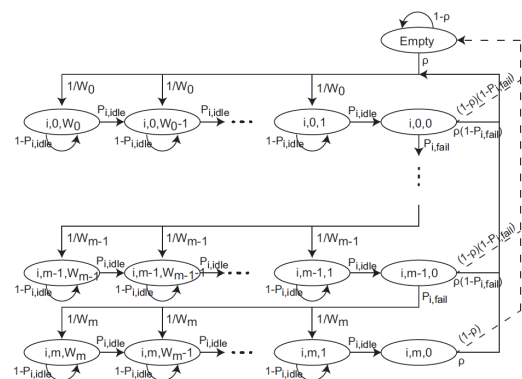 1-ρ
Empty
ρ
1/W0 1/W0 1/W0
i,0,W0 Pi,idle i,0,W0-1 Pi,idle i,0,1 Pi,idle i,0,0 (1-ρ)(1-Pi,fail)
1-Pi,idle 1-Pi,idle 1-Pi,idle ρ(1-Pi,fail)
Pi,fail
1/Wm-1 1/Wm-1 1/Wm-1
i,m-1,Wm-1 Pi,idle i,m-1,Wm-1-1 Pi,idle i,m-1,1 Pi,idle i,m-1,0 (1-ρ)(1-Pi,fail)
1-Pi,idle 1-Pi,idle 1-Pi,idle ρ(1-Pi,fail)
Pi,fail
1/Wm 1/Wm 1/Wm
i,m,Wm Pi,idle i,m,Wm-1 Pi,idle i,m,1 Pi,idle i,m,0 (1-ρ)
1-Pi,idle 1-Pi,idle 1-Pi,idle ρ